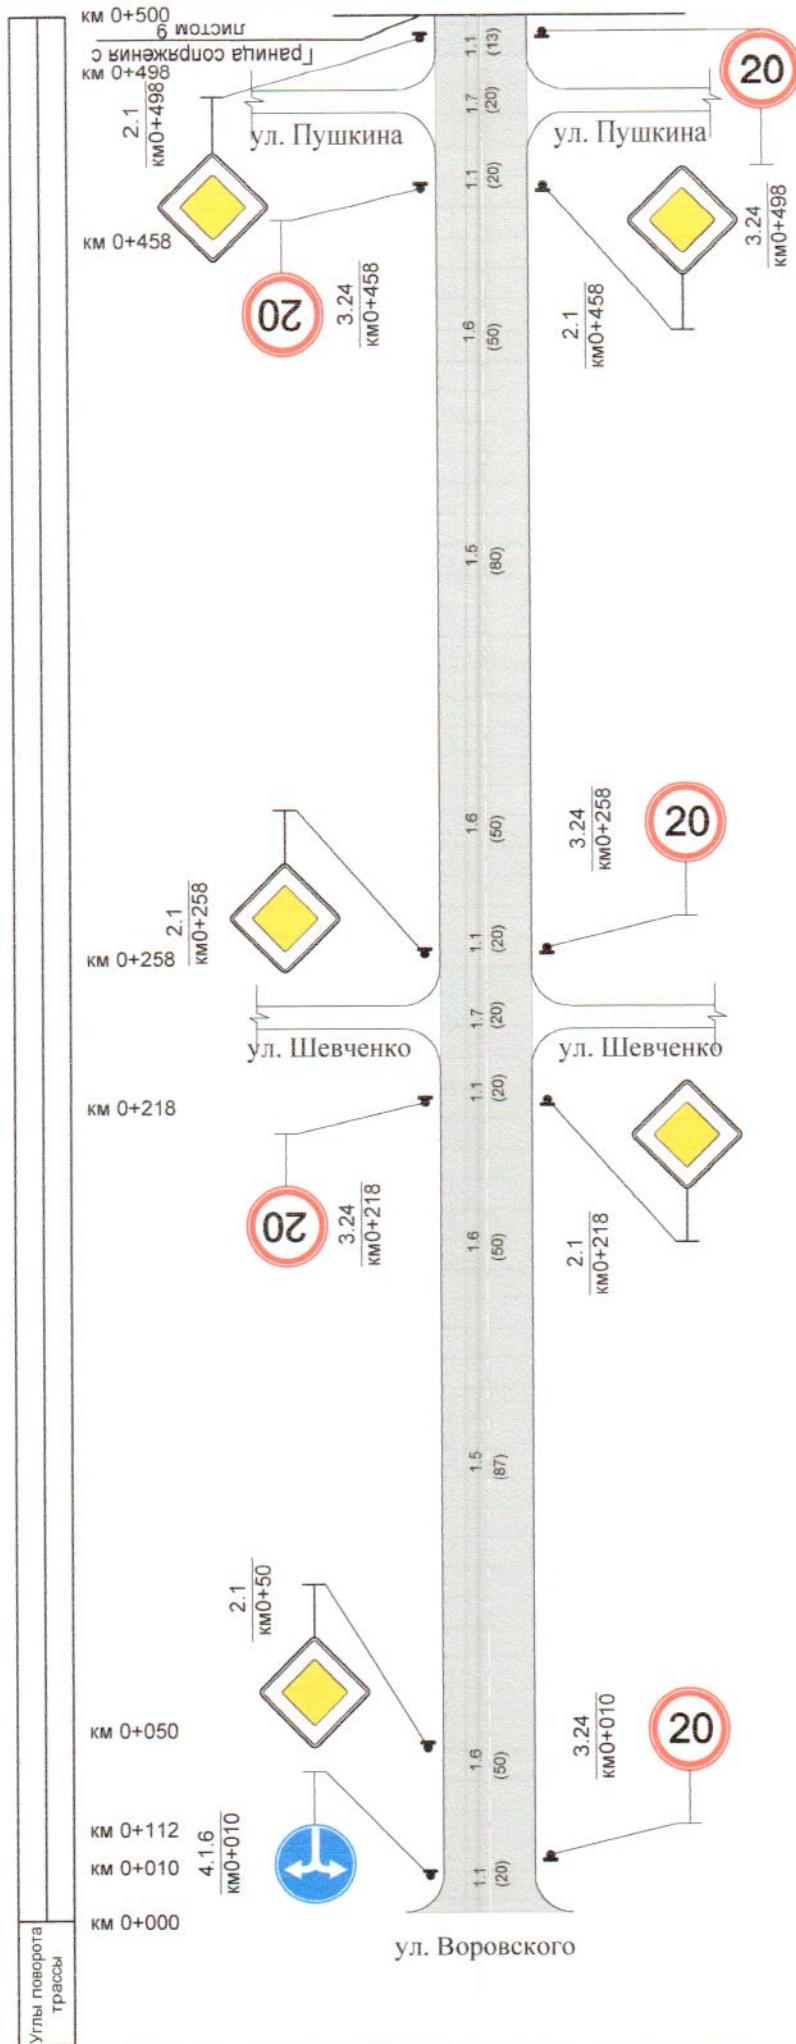 км 0+500
Граница сопряжения с
листом 9
км 0+498
2.1
км0+498
1.1
(13)
20
1.7
(20)
ул. Пушкина
ул. Пушкина
3.24
км0+498
1.1
(20)
км 0+458
20
3.24
км0+458
2.1
км0+458
1.6
(50)
1.5
(80)
1.6
(50)
3.24
км0+258
20
2.1
км0+258
км 0+258
1.1
(20)
1.7
(20)
ул. Шевченко
ул. Шевченко
км 0+218
1.1
(20)
20
3.24
км0+218
1.6
(50)
2.1
км0+218
1.5
(87)
2.1
км0+50
км 0+050
1.6
(50)
3.24
км0+010
20
км 0+112
км 0+010
4.1.6
км0+010
1.1
(20)
км 0+000
ул. Воровского
Углы поворота
трассы